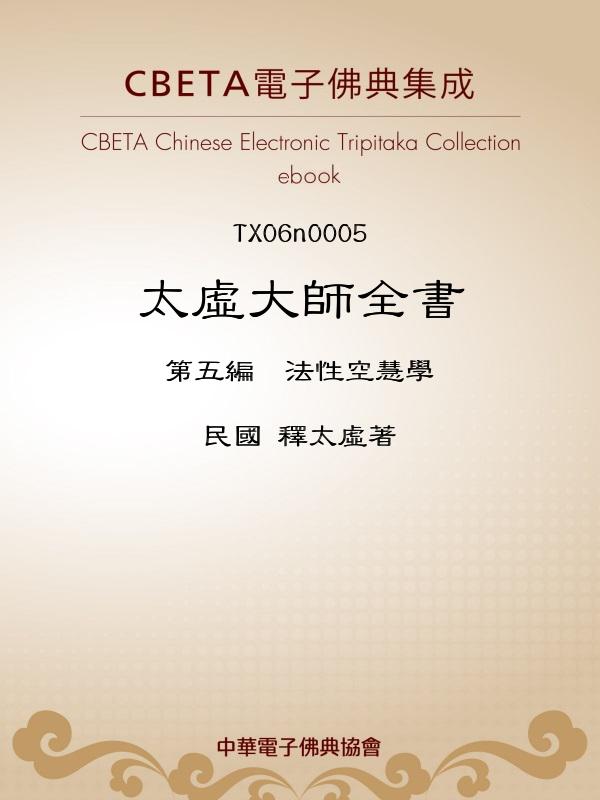 CBETA電子佛典集成
CBETA Chinese Electronic Tripitaka Collection
ebook
TX06n0005
太虛大師全書
第五編　法性空慧學
民國 釋太虛著
中華電子佛典協會